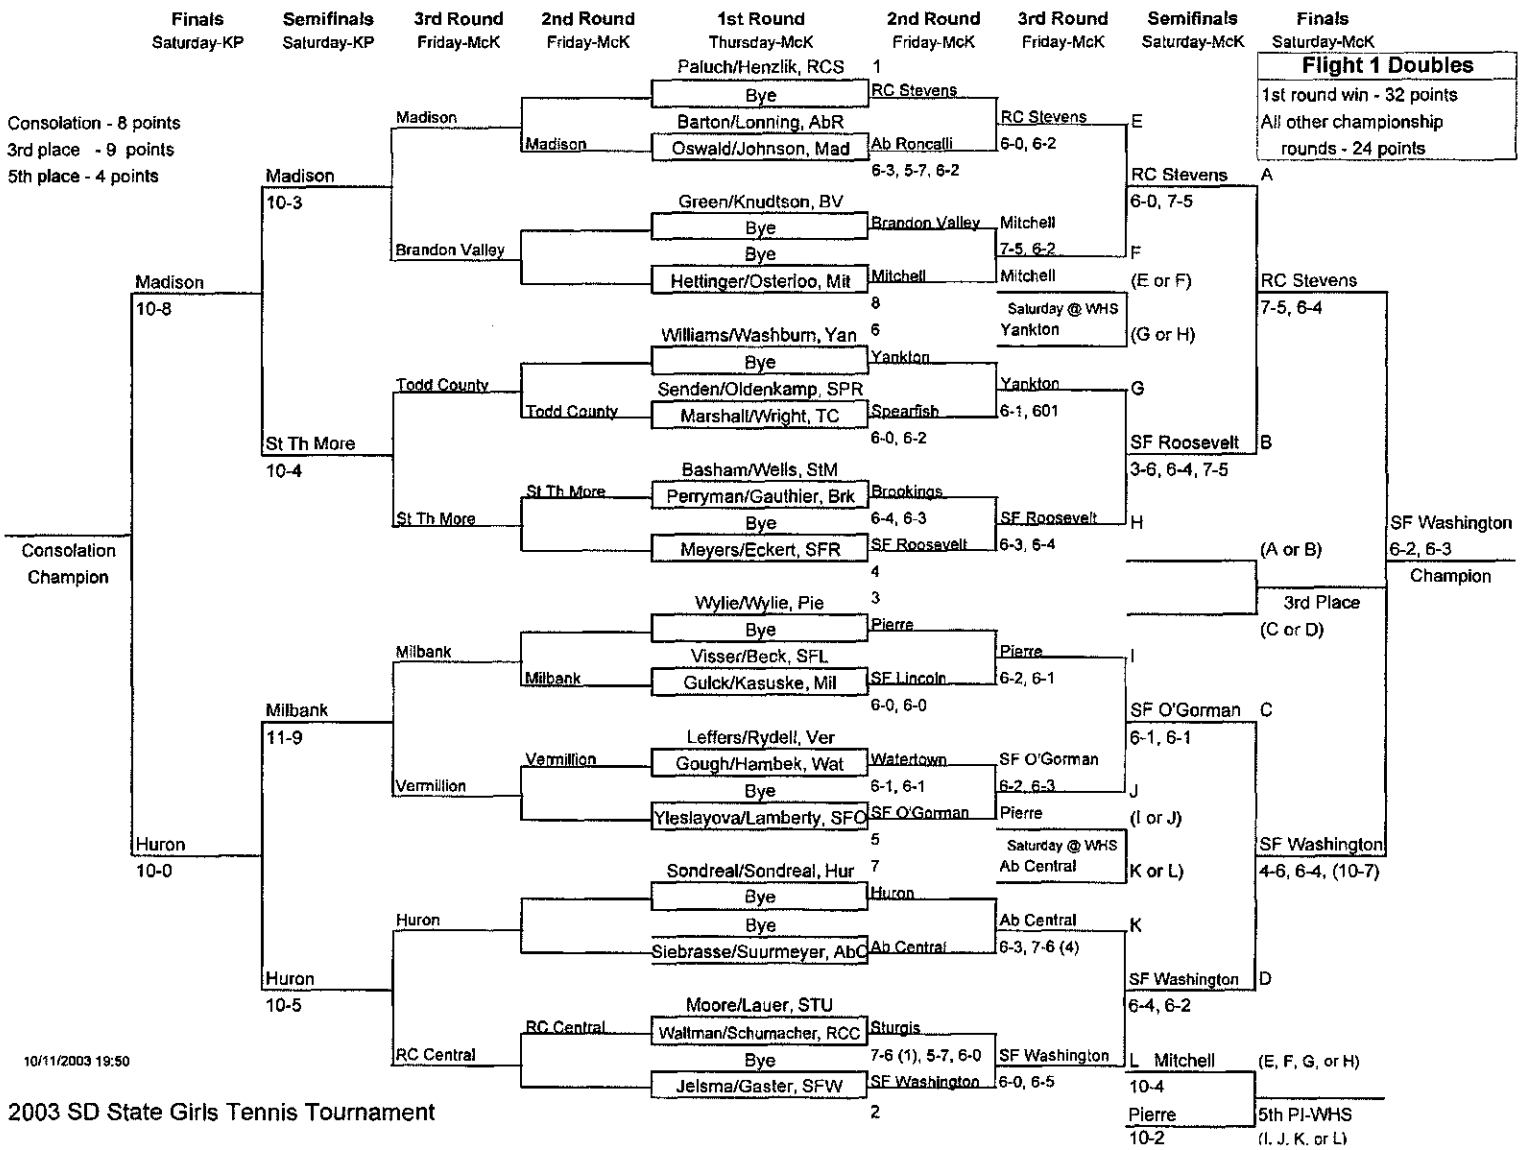 Finals Semifinals 3rd Round 2nd Round 1st Round 2nd Round 3rd Round Semifinals Finals
Saturday-KP Saturday-KP Friday-McK Friday-McK Thursday-McK Friday-McK Friday-McK Saturday-McK Saturday-McK
Flight 1 Doubles
1st round win - 32 points
All other championship
rounds - 24 points
Consolation - 8 points
3rd place - 9 points
5th place - 4 points
Paluch/Henzlik, RCS 1
Bye RC Stevens
Madison Barton/Lonning, AbR RC Stevens E
Madison Oswald/Johnson, Mad Ab Roncalli 6-0, 6-2
6-3, 5-7, 6-2
Madison RC Stevens A
10-3 6-0, 7-5
Green/Knudtson, BV
Bye Brandon Valley Mitchell
Brandon Valley Bye 7-5, 6-2 F
Madison Hettinger/Osterloo, Mit Mitchell Mitchell (E or F) RC Stevens
10-8 8 Saturday @ WHS 7-5, 6-4
Williams/Washburn, Yan 6 Yankton (G or H)
Bye Yankton
Todd County Senden/Oldenkamp, SPR Yankton G
Todd County Marshall/Wright, TC Spearfish 6-1, 601
6-0, 6-2
St Th More SF Roosevelt B
10-4 Basham/Wells, StM 3-6, 6-4, 7-5
St Th More Perryman/Gauthier, Brk Brookings
St Th More Bye 6-4, 6-3 SF Roosevelt H SF Washington
Meyers/Eckert, SFR SF Roosevelt 6-3, 6-4 (A or B) 6-2, 6-3
Consolation
Champion 4 Champion
Wylie/Wylie, Pie 3 3rd Place
Bye Pierre (C or D)
Milbank Visser/Beck, SFL Pierre I
Milbank Gulck/Kasuske, Mil SF Lincoln 6-2, 6-1
6-0, 6-0
Milbank SF O'Gorman C
11-9 Leffers/Rydell, Ver 6-1, 6-1
Vermillion Gough/Hambek, Wat Watertown SF O'Gorman
Vermillion Bye 6-1, 6-1 6-2, 6-3 J
Yleslayova/Lamberty, SFO SF O'Gorman Pierre (I or J)
Huron 5 Saturday @ WHS SF Washington
10-0 Sondreal/Sondreal, Hur 7 Ab Central K or L) 4-6, 6-4, (10-7)
Bye Huron
Huron Bye Ab Central K
Siebrasse/Suurmeyer, AbC Ab Central 6-3, 7-6 (4)
Huron SF Washington D
10-5 Moore/Lauer, STU 6-4, 6-2
RC Central Waltman/Schumacher, RCC Sturgis
RC Central Bye 7-6 (1), 5-7, 6-0 SF Washington L Mitchell (E, F, G, or H)
Jelsma/Gaster, SFW SF Washington 6-0, 6-5 10-4
10/11/2003 19:50
2003 SD State Girls Tennis Tournament 2 Pierre 5th Pl-WHS
10-2 (I, J, K, or L)